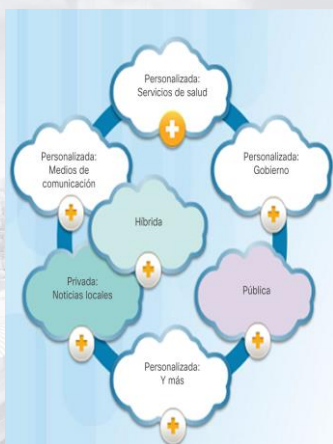 Personalizada:
Servicios de salud
Personalizada:
Medios de
comunicación
Personalizada:
Gobierno
Híbrida
Privada:
Noticias locales
Pública
Personalizada:
Y más